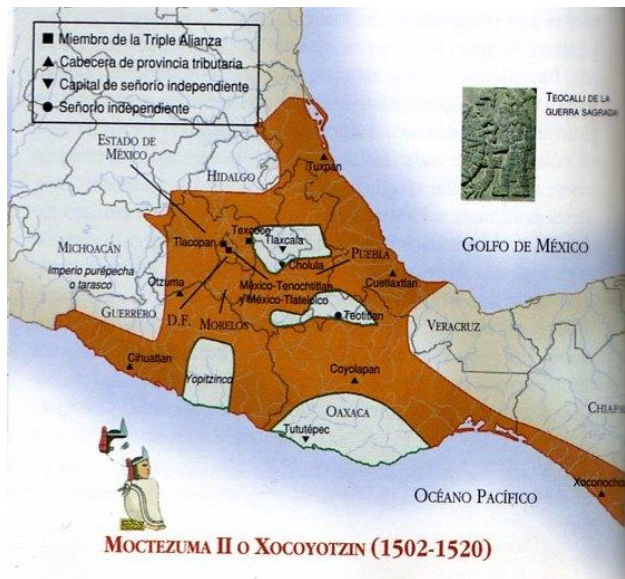 Miembro de la Triple Alianza
Cabecera de provincia tributaria
Capital de señorío independiente
Señorío independiente
TEOCALLI DE LA
GUERRA SAGRADA
ESTADO DE
MÉXICO
HIDALGO
Tuxpan
Texcoco
Tlacopan
Tlaxcala
GOLFO DE MÉXICO
MICHOACÁN
PUEBLA
Cholula
Imperio purépecha
o tarasco
Otzuma
México-Tenochtitlan
y México-Tlatelolco
Cuetlaxtlan
GUERRERO
D.F.
MORELOS
Teotitlan
VERACRUZ
Cihuatlan
Yopitzinco
Coyolapan
OAXACA
CHIAPA
Tututépec
Xoconocho
OCÉANO PACÍFICO
MOCTEZUMA II O XOCOYOTZIN (1502-1520)